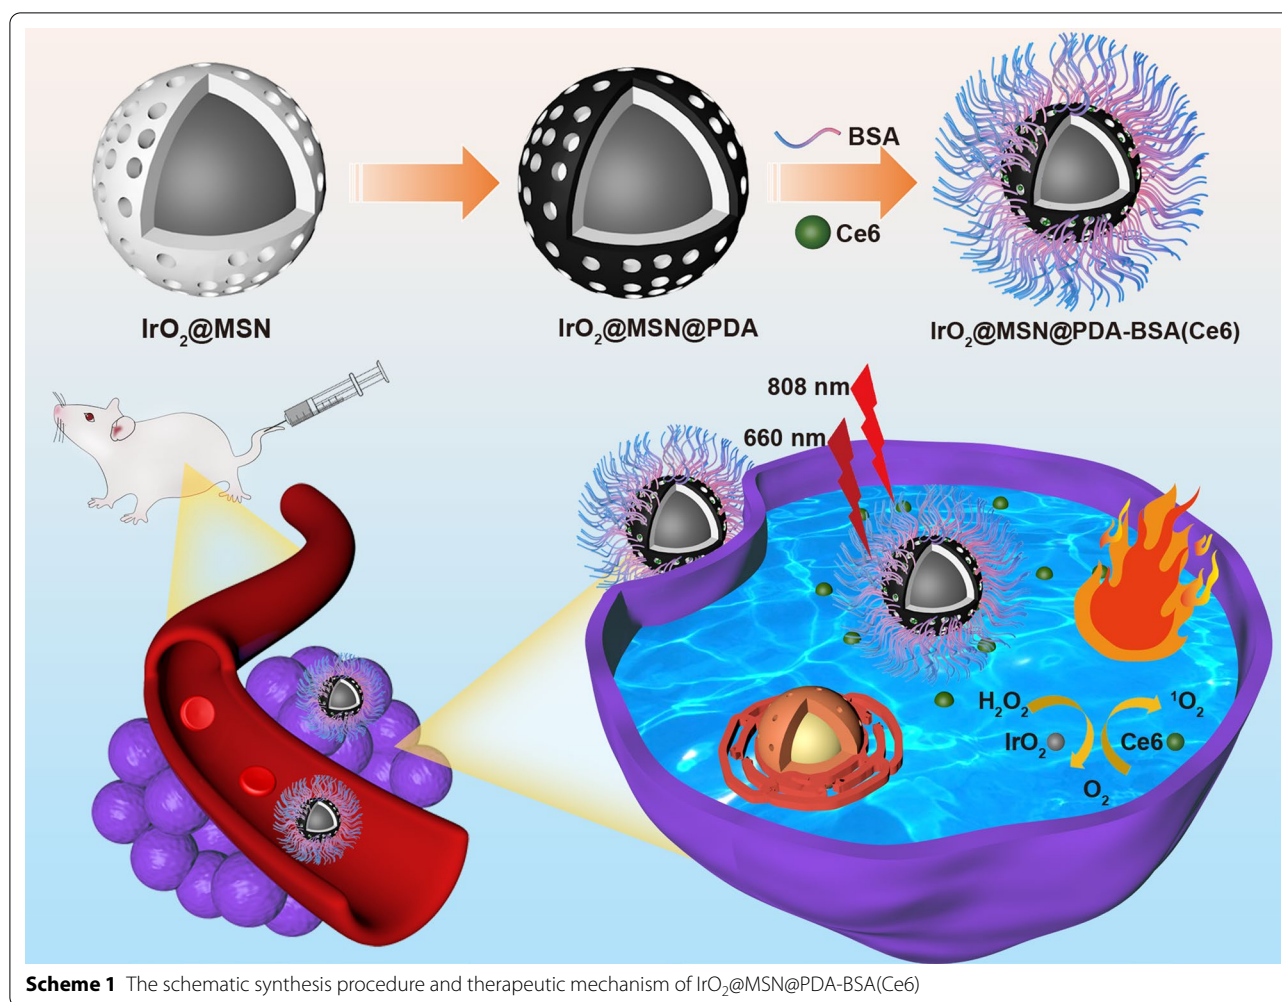 BSA
Ce6
IrO₂@MSN
IrO₂@MSN@PDA
IrO₂@MSN@PDA-BSA(Ce6)
808 nm
660 nm
H₂O₂
¹O₂
IrO₂
Ce6
O₂
Scheme 1 The schematic synthesis procedure and therapeutic mechanism of IrO₂@MSN@PDA-BSA(Ce6)